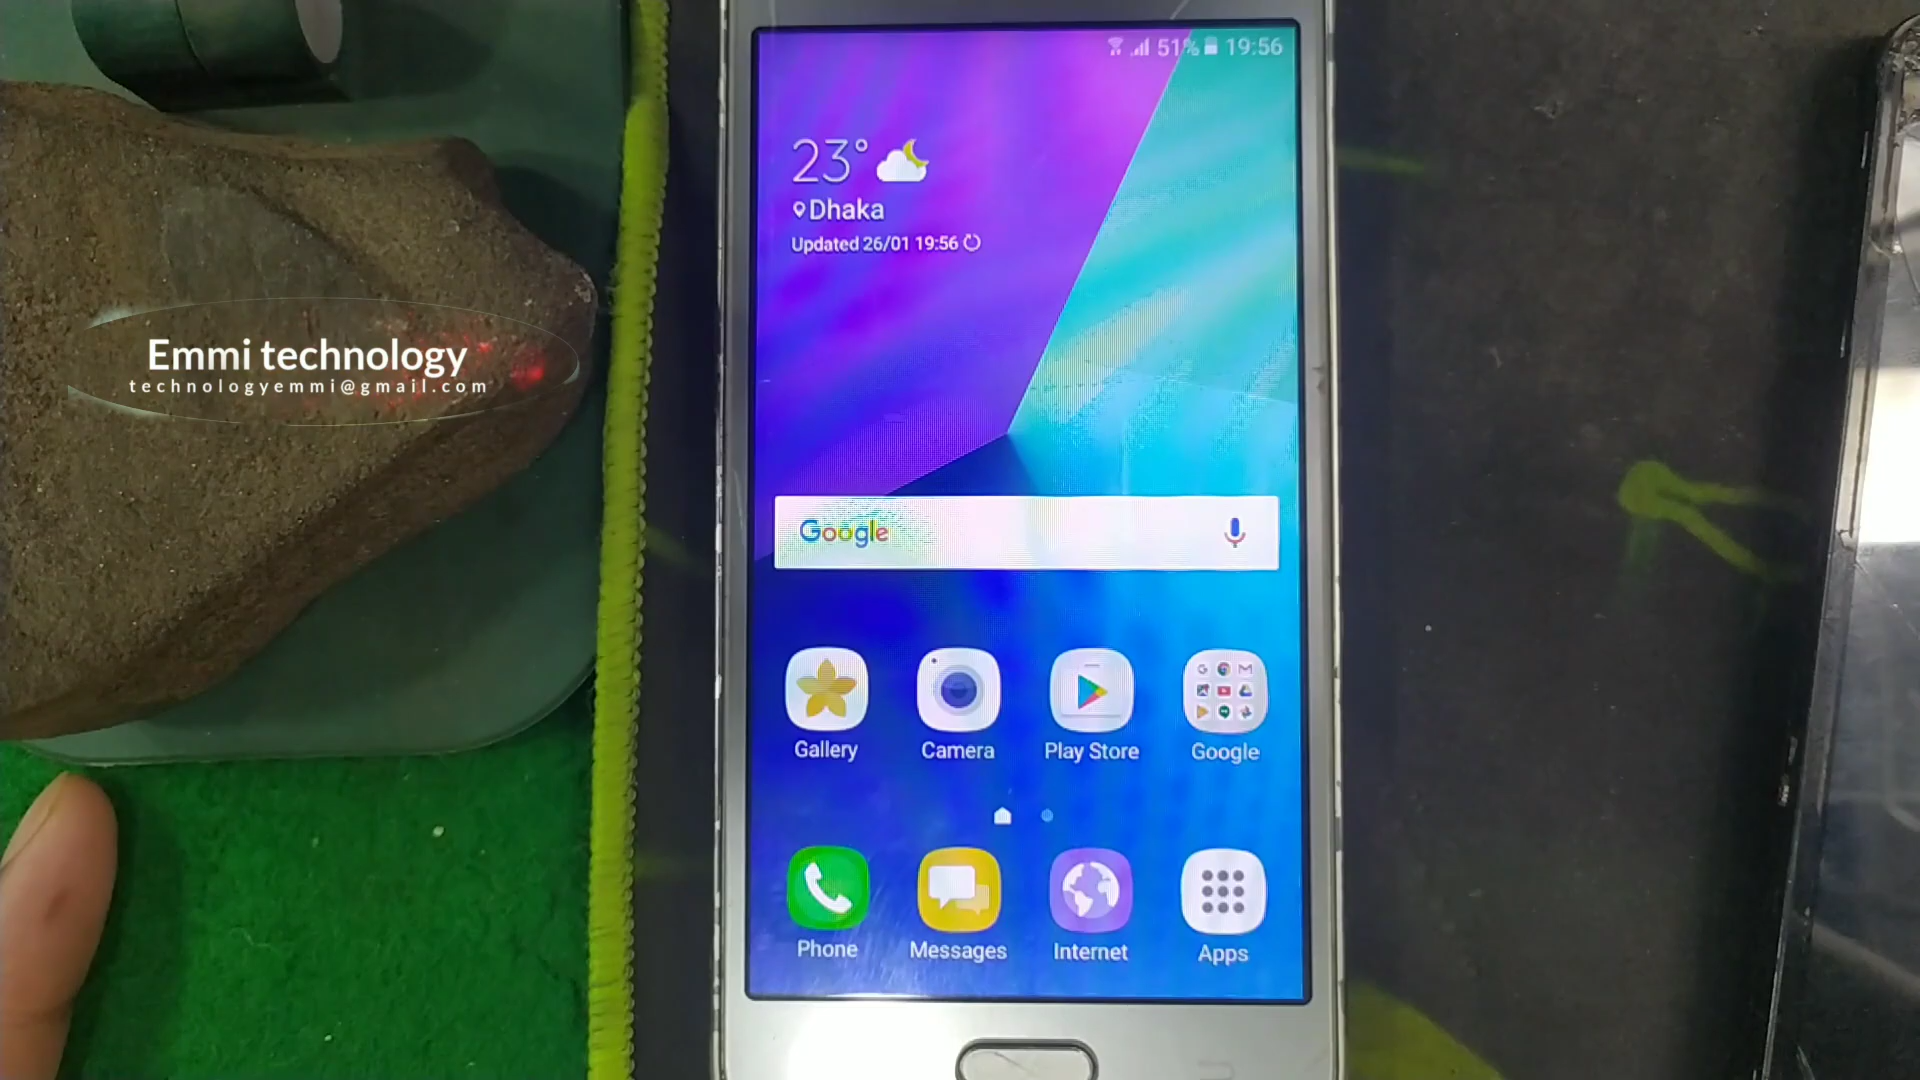 51% 19:56
23°
Dhaka
Updated 26/01 19:56
Emmi technology
technologyemmi@gmail.com
Google
Gallery Camera Play Store Google
Phone Messages Internet Apps